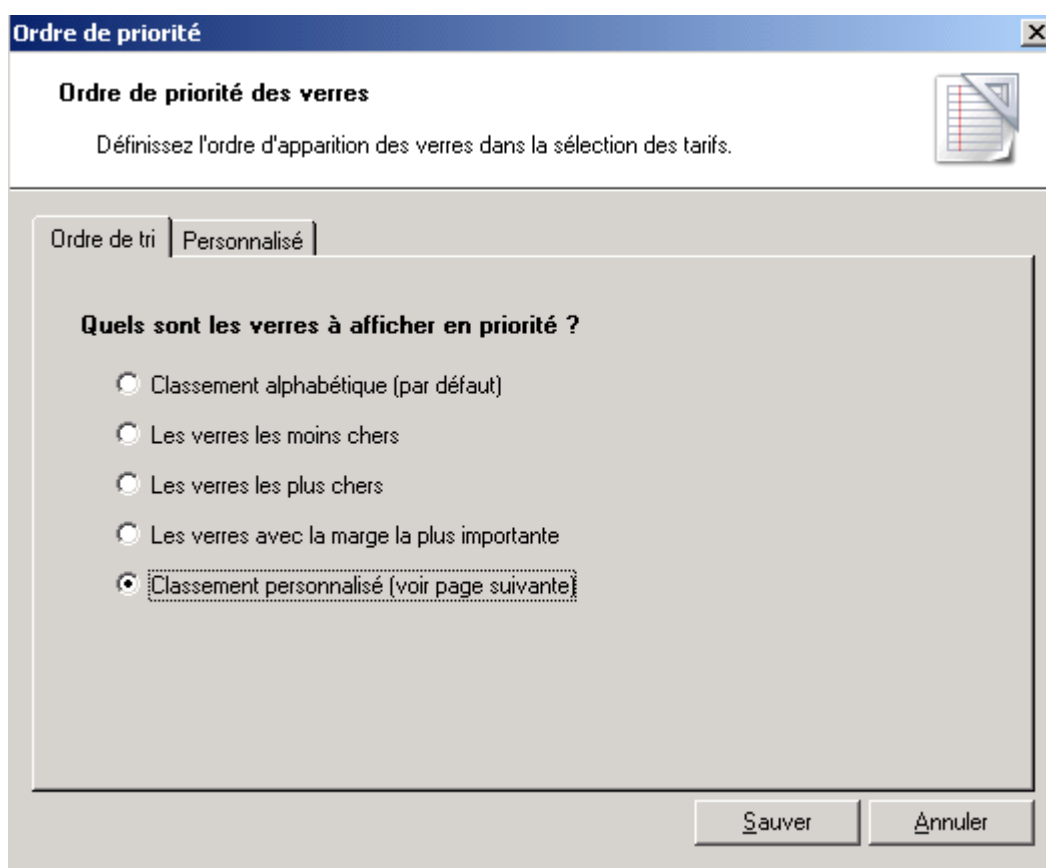 Ordre de priorité
Ordre de priorité des verres
Définissez l'ordre d'apparition des verres dans la sélection des tarifs.
Ordre de tri
Personnalisé
Quels sont les verres à afficher en priorité ?
Classement alphabétique (par défaut)
Les verres les moins chers
Les verres les plus chers
Les verres avec la marge la plus importante
Classement personnalisé (voir page suivante)
Sauver
Annuler